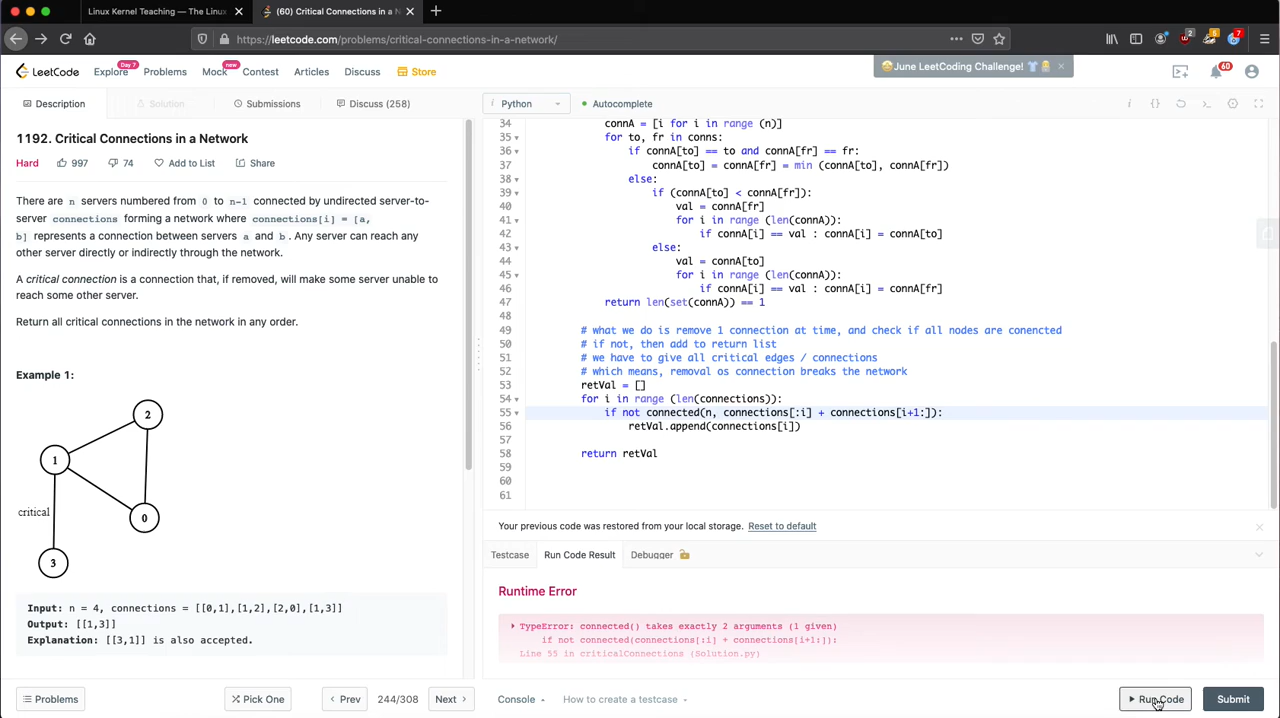 Linux Kernel Teaching — The Linux
(60) Critical Connections in a N
https://leetcode.com/problems/critical-connections-in-a-network/
2
5
7
LeetCode
Explore
Day 7
Problems
Mock
new
Contest
Articles
Discuss
Store
June LeetCoding Challenge!
60
Description
Solution
Submissions
Discuss (258)
i Python
Autocomplete
1192. Critical Connections in a Network
Hard
997
74
Add to List
Share
There are n servers numbered from 0 to n-1 connected by undirected server-to-
server connections forming a network where connections[i] = [a,
b] represents a connection between servers a and b. Any server can reach any
other server directly or indirectly through the network.
A critical connection is a connection that, if removed, will make some server unable to
reach some other server.
Return all critical connections in the network in any order.
Example 1:
2
1
critical
0
3
Input: n = 4, connections = [[0,1],[1,2],[2,0],[1,3]]
Output: [[1,3]]
Explanation: [[3,1]] is also accepted.
34 connA = [i for i in range (n)]
35 for to, fr in conns:
36 if connA[to] == to and connA[fr] == fr:
37 connA[to] = connA[fr] = min (connA[to], connA[fr])
38 else:
39 if (connA[to] < connA[fr]):
40 val = connA[fr]
41 for i in range (len(connA)):
42 if connA[i] == val : connA[i] = connA[to]
43 else:
44 val = connA[to]
45 for i in range (len(connA)):
46 if connA[i] == val : connA[i] = connA[fr]
47 return len(set(connA)) == 1
48
49 # what we do is remove 1 connection at time, and check if all nodes are conencted
50 # if not, then add to return list
51 # we have to give all critical edges / connections
52 # which means, removal os connection breaks the network
53 retVal = []
54 for i in range (len(connections)):
55 if not connected(n, connections[:i] + connections[i+1:]):
56 retVal.append(connections[i])
57
58 return retVal
59
60
61
Your previous code was restored from your local storage. Reset to default
Testcase
Run Code Result
Debugger
Runtime Error
TypeError: connected() takes exactly 2 arguments (1 given)
if not connected(connections[:i] + connections[i+1:]):
Line 55 in criticalConnections (Solution.py)
Problems
Pick One
Prev
244/308
Next
Console
How to create a testcase
Run Code
Submit